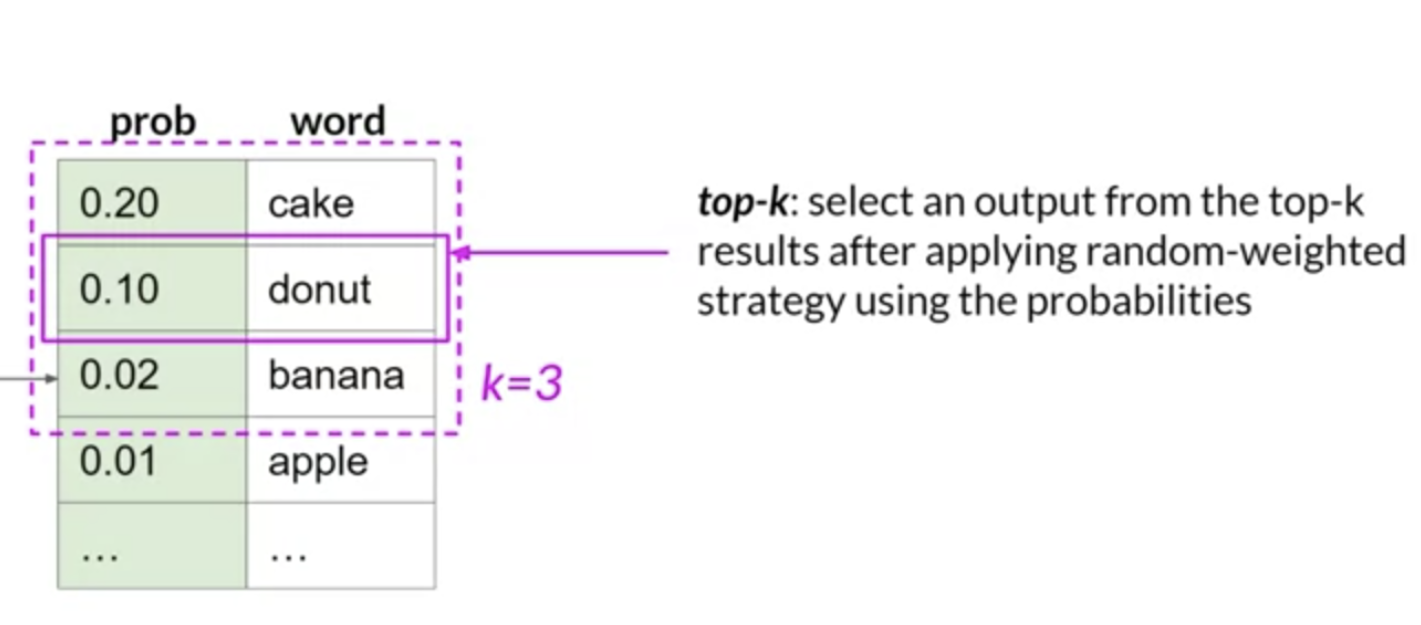 prob word
0.20 cake
0.10 donut
0.02 banana
0.01 apple
... ...
k=3
top-k: select an output from the top-k
results after applying random-weighted
strategy using the probabilities